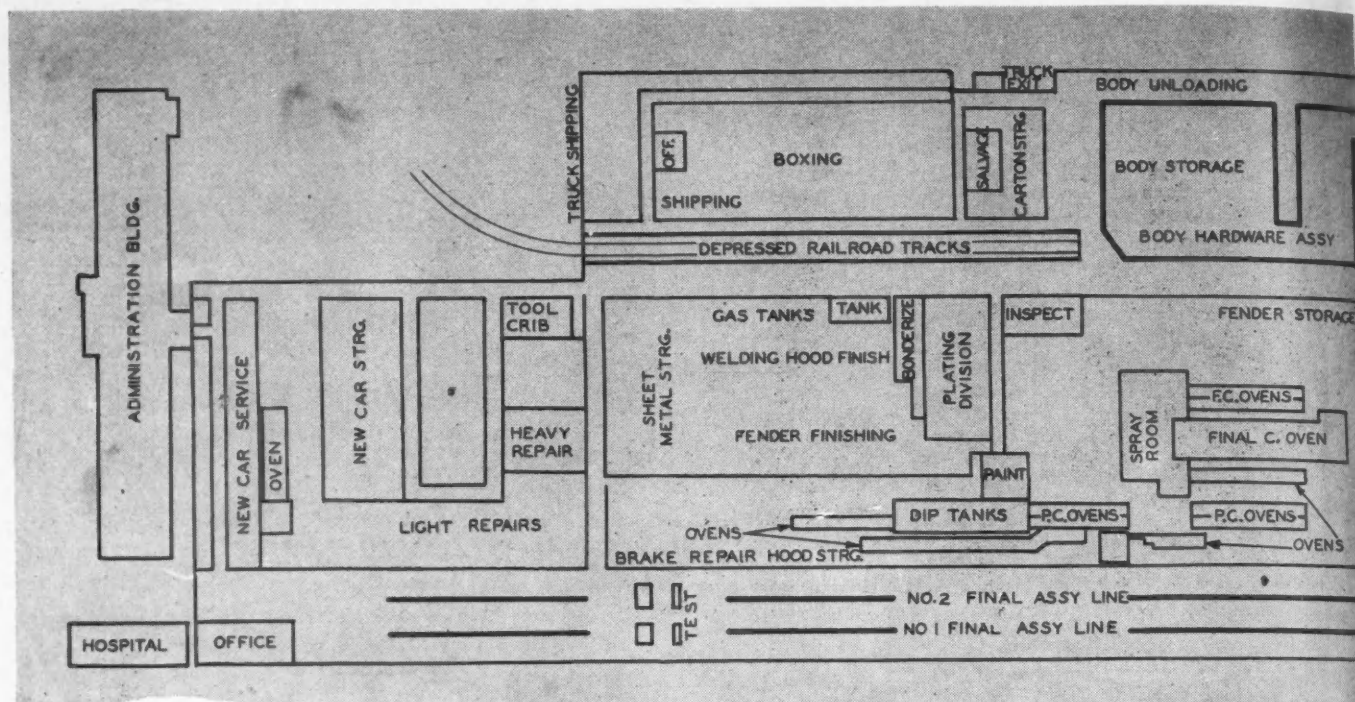 TRUCK
EXIT
BODY UNLOADING
TRUCK SHIPPING
OFF.
BOXING
SALVAGE
CARTON STRG
BODY STORAGE
SHIPPING
BODY HARDWARE ASSY
DEPRESSED RAILROAD TRACKS
ADMINISTRATION BLDG.
NEW CAR SERVICE
OVEN
NEW CAR STRG.
TOOL
CRIB
HEAVY
REPAIR
LIGHT REPAIRS
SHEET
METAL STRG.
GAS TANKS
TANK
WELDING HOOD FINISH
BONDERIZE
PLATING
DIVISION
INSPECT
FENDER STORAGE
FENDER FINISHING
SPRAY
ROOM
F.C. OVENS
FINAL C. OVEN
PAINT
OVENS
DIP TANKS
P.C. OVENS
P.C. OVENS
OVENS
BRAKE REPAIR HOOD STRG.
TEST
NO. 2 FINAL ASSY LINE
NO 1 FINAL ASSY LINE
HOSPITAL
OFFICE